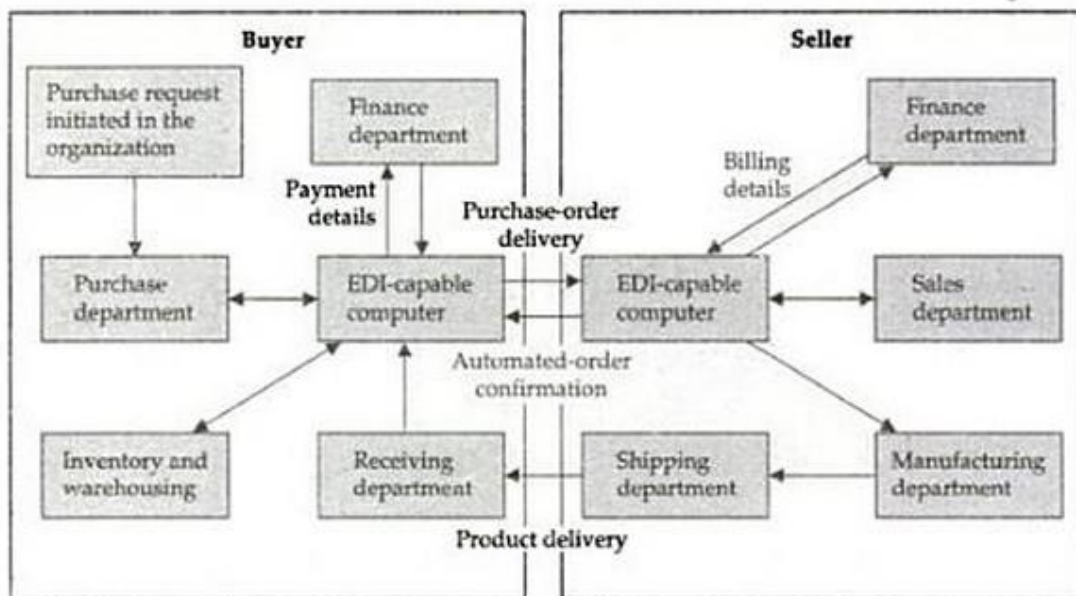 Buyer
Purchase request
initiated in the
organization
Finance
department
Payment
details
Purchase
department
EDI-capable
computer
Inventory and
warehousing
Receiving
department
Purchase-order
delivery
Automated-order
confirmation
Product delivery
Seller
Finance
department
Billing
details
EDI-capable
computer
Sales
department
Shipping
department
Manufacturing
department